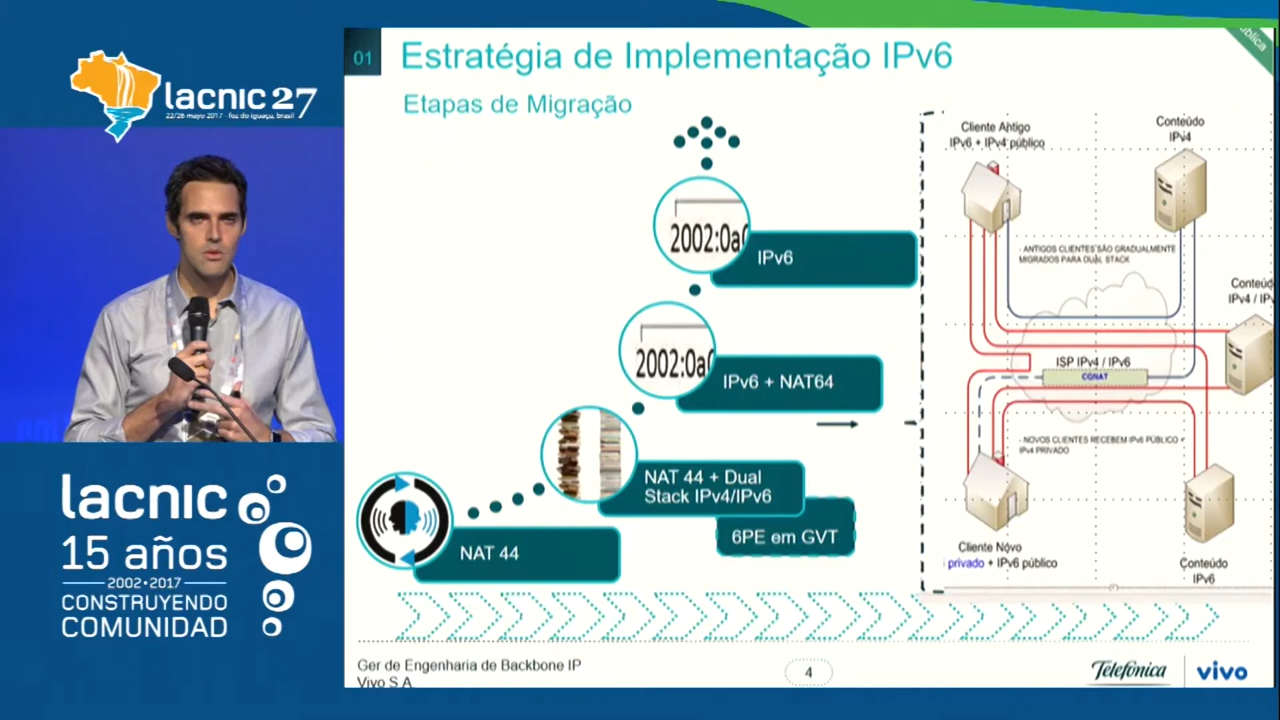 lacnic 27
22/26 mayo 2017 - foz do iguaçu, brasil
lacnic
15 años
2002•2017
CONSTRUYENDO
COMUNIDAD
01
Estratégia de Implementação IPv6
Etapas de Migração
2002:0a
IPv6
2002:0a
IPv6 + NAT64
NAT 44 + Dual
Stack IPv4/IPv6
6PE em GVT
NAT 44
Cliente Antigo
IPv6 + IPv4 público
Conteúdo
IPv4
- ANTIGOS CLIENTES SÃO GRADUALMENTE
MIGRADOS PARA DUAL STACK
IPv4 /
ISP IPv4 / IPv6
CGNAT
- NOVOS CLIENTES RECEBEM IPv6 PÚBLICO +
IPv4 PRIVADO
Cliente Novo
privado + IPv6 público
Conteúdo
IPv6
Ger de Engenharia de Backbone IP
Vivo S.A
4
Telefónica
vivo